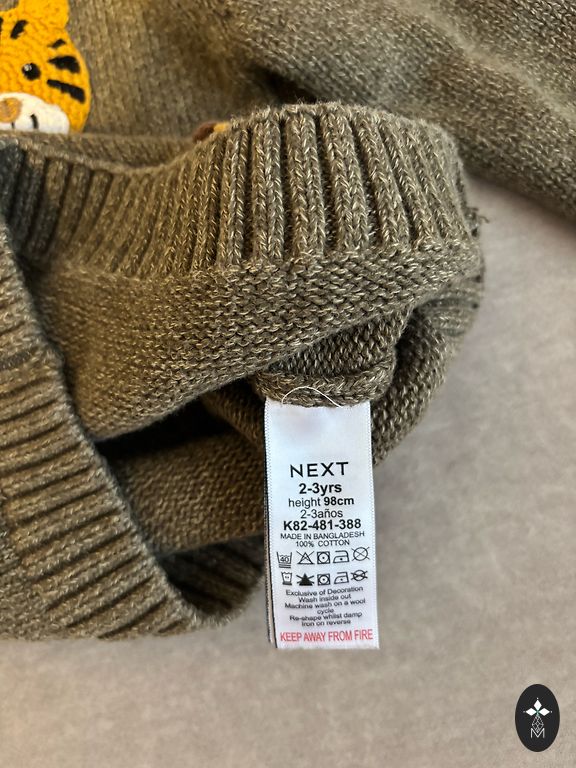 NEXT
2-3yrs
height 98cm
2-3años
K82-481-388
MADE IN BANGLADESH
100% COTTON
40
Exclusive of Decoration
Wash inside out
Machine wash on a wool
cycle
Re-shape whilst damp
Iron on reverse
KEEP AWAY FROM FIRE
M